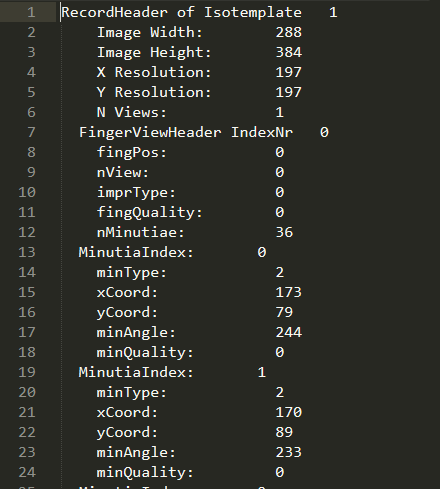 1 RecordHeader of Isotemplate 1
2 Image Width: 288
3 Image Height: 384
4 X Resolution: 197
5 Y Resolution: 197
6 N Views: 1
7 FingerViewHeader IndexNr 0
8 fingPos: 0
9 nView: 0
10 imprType: 0
11 fingQuality: 0
12 nMinutiae: 36
13 MinutiaIndex: 0
14 minType: 2
15 xCoord: 173
16 yCoord: 79
17 minAngle: 244
18 minQuality: 0
19 MinutiaIndex: 1
20 minType: 2
21 xCoord: 170
22 yCoord: 89
23 minAngle: 233
24 minQuality: 0